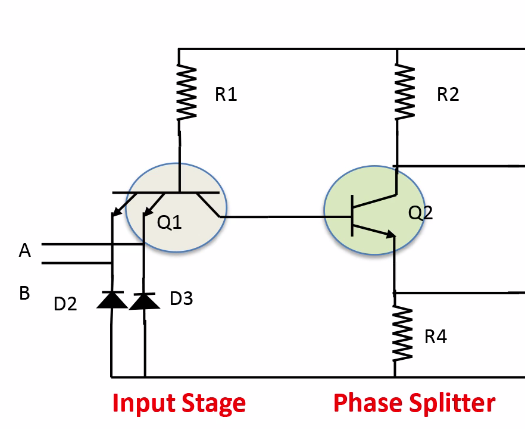 R1
R2
Q1
Q2
A
B
D2
D3
R4
Input Stage
Phase Splitter